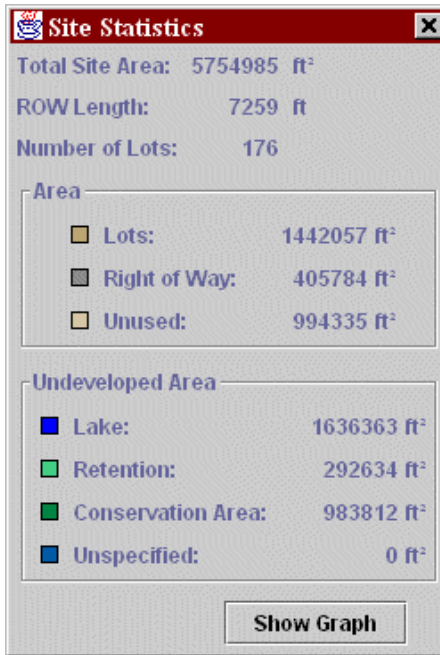 Site Statistics
Total Site Area: 5754985 ft²
ROW Length: 7259 ft
Number of Lots: 176
Area
Lots: 1442057 ft²
Right of Way: 405784 ft²
Unused: 994335 ft²
Undeveloped Area
Lake: 1636363 ft²
Retention: 292634 ft²
Conservation Area: 983812 ft²
Unspecified: 0 ft²
Show Graph